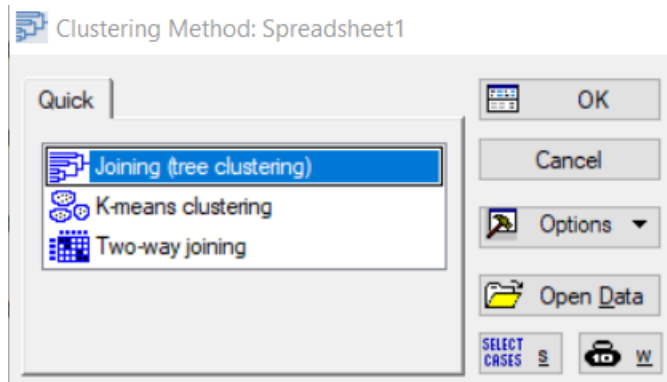 Clustering Method: Spreadsheet1
Quick
Joining (tree clustering)
K-means clustering
Two-way joining
OK
Cancel
Options
Open Data
SELECT
CASES S
W